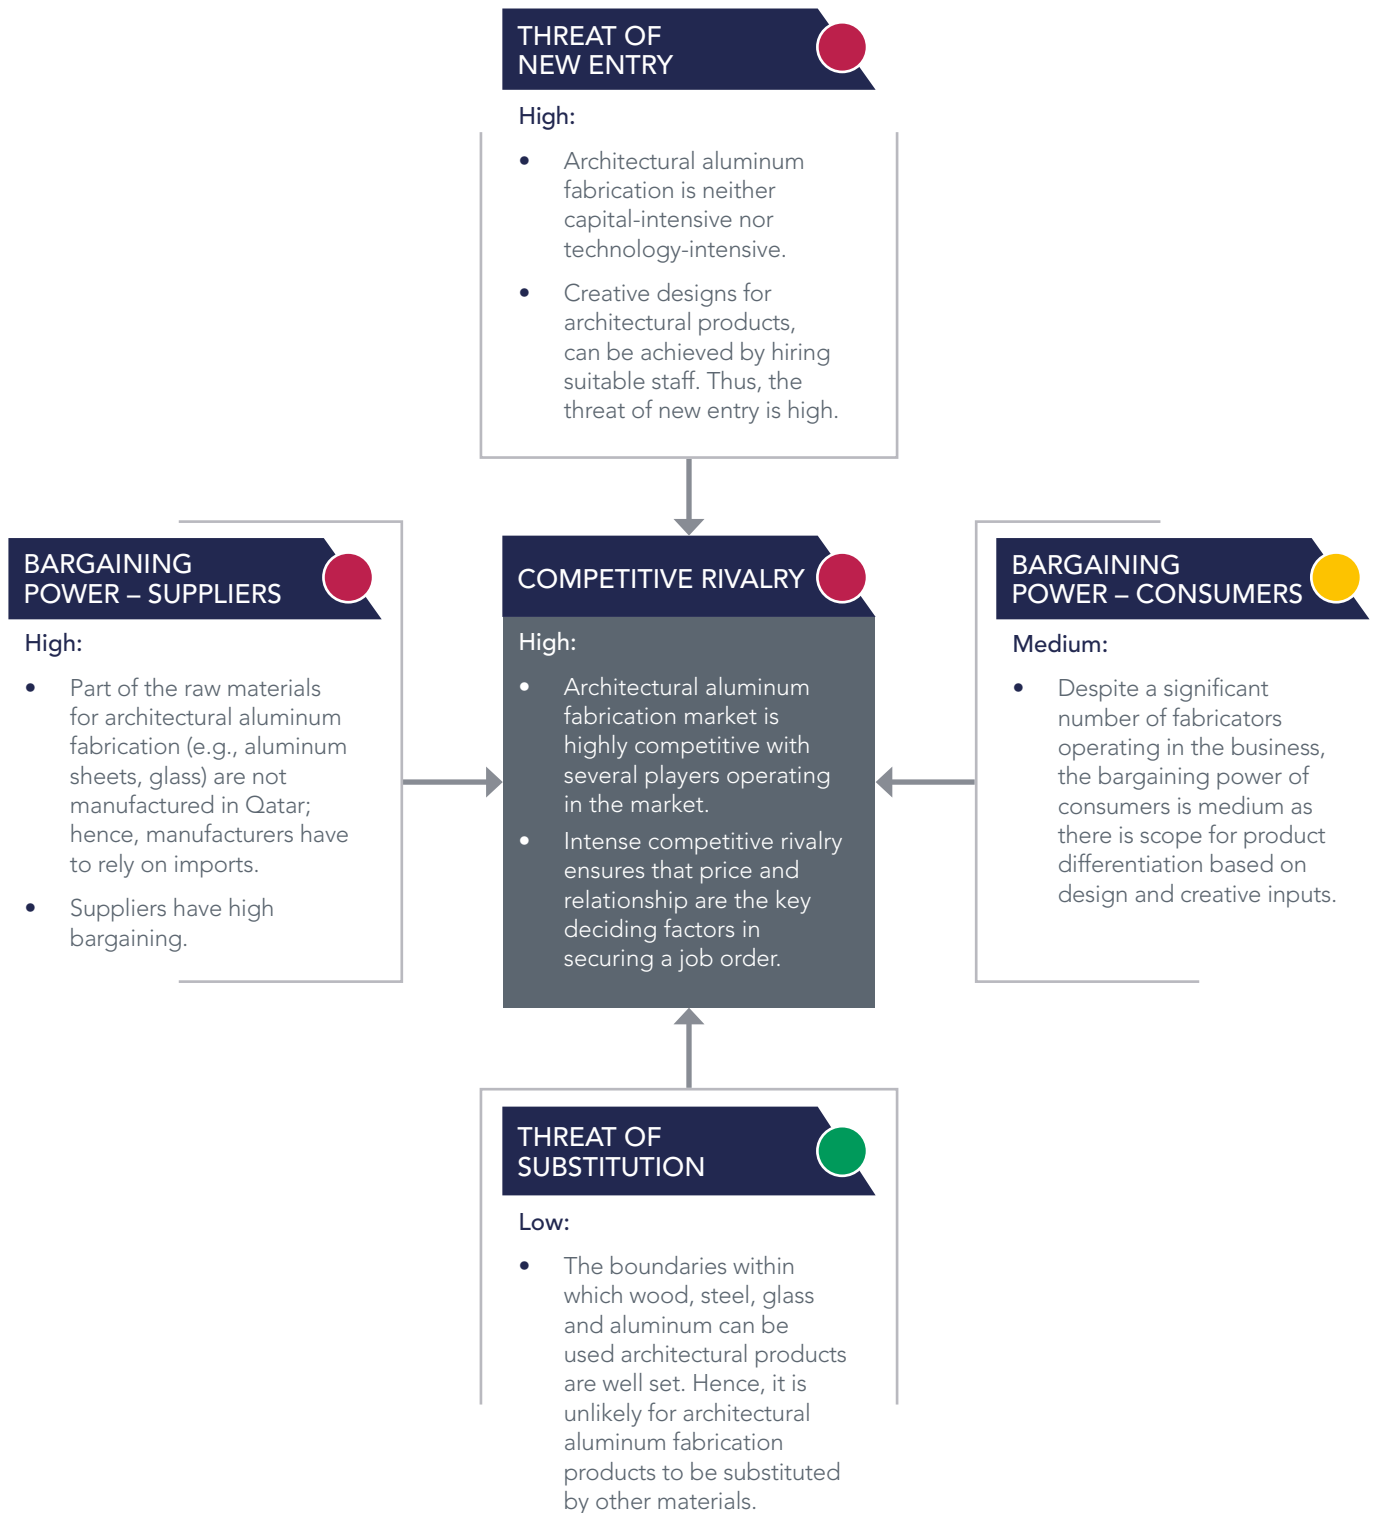 THREAT OF
NEW ENTRY
High:
• Architectural aluminum
fabrication is neither
capital-intensive nor
technology-intensive.
• Creative designs for
architectural products,
can be achieved by hiring
suitable staff. Thus, the
threat of new entry is high.
BARGAINING
POWER – SUPPLIERS
High:
• Part of the raw materials
for architectural aluminum
fabrication (e.g., aluminum
sheets, glass) are not
manufactured in Qatar;
hence, manufacturers have
to rely on imports.
• Suppliers have high
bargaining.
COMPETITIVE RIVALRY
High:
• Architectural aluminum
fabrication market is
highly competitive with
several players operating
in the market.
• Intense competitive rivalry
ensures that price and
relationship are the key
deciding factors in
securing a job order.
BARGAINING
POWER – CONSUMERS
Medium:
• Despite a significant
number of fabricators
operating in the business,
the bargaining power of
consumers is medium as
there is scope for product
differentiation based on
design and creative inputs.
THREAT OF
SUBSTITUTION
Low:
• The boundaries within
which wood, steel, glass
and aluminum can be
used architectural products
are well set. Hence, it is
unlikely for architectural
aluminum fabrication
products to be substituted
by other materials.